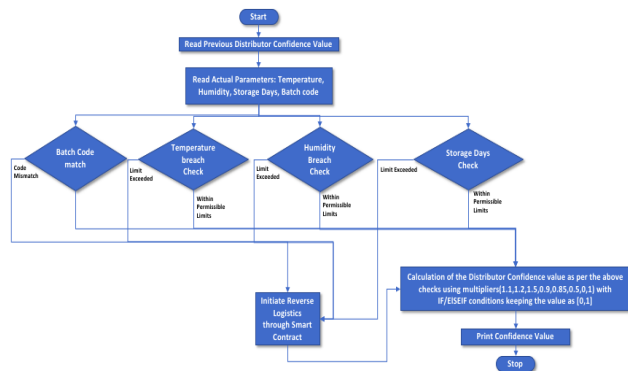 Start
Read Previous Distributor Confidence Value
Read Actual Parameters: Temperature,
Humidity, Storage Days, Batch code
Batch Code
match
Temperature
breach
Check
Humidity
Breach
Check
Storage Days
Check
Code
Mismatch
Limit
Exceeded
Limit
Exceeded
Limit Exceeded
Within
Permissible
Limits
Within
Permissible
Limits
Within
Permissible
Limits
Initiate Reverse
Logistics
through Smart
Contract
Calculation of the Distributor Confidence value as per the above
checks using multipliers(1.1,1.2,1.5,0.9,0.85,0.5,0,1) with
IF/ElSEIF conditions keeping the value as [0,1]
Print Confidence Value
Stop